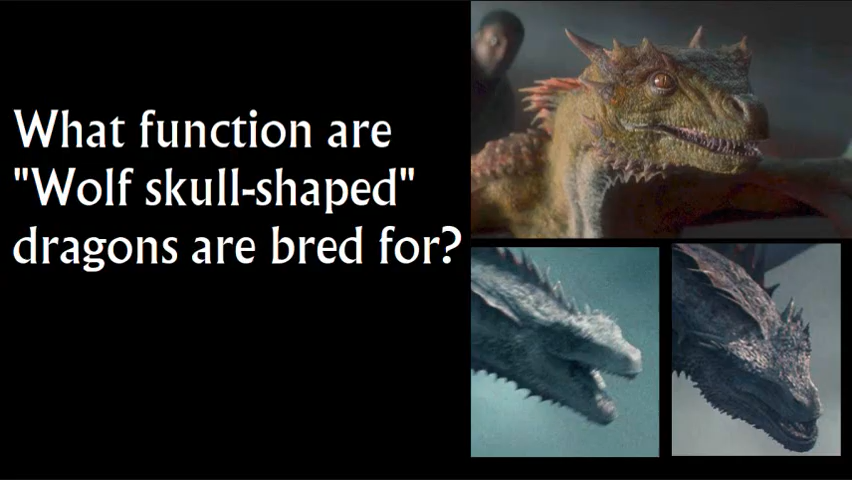 What function are
"Wolf skull-shaped"
dragons are bred for?